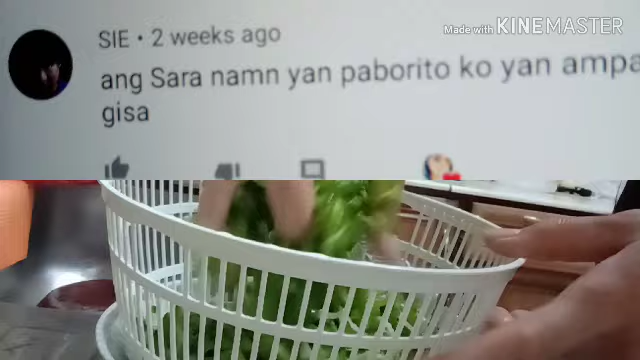 Made with KINEMASTER
SIE • 2 weeks ago
ang Sara namn yan paborito ko yan ampa
gisa